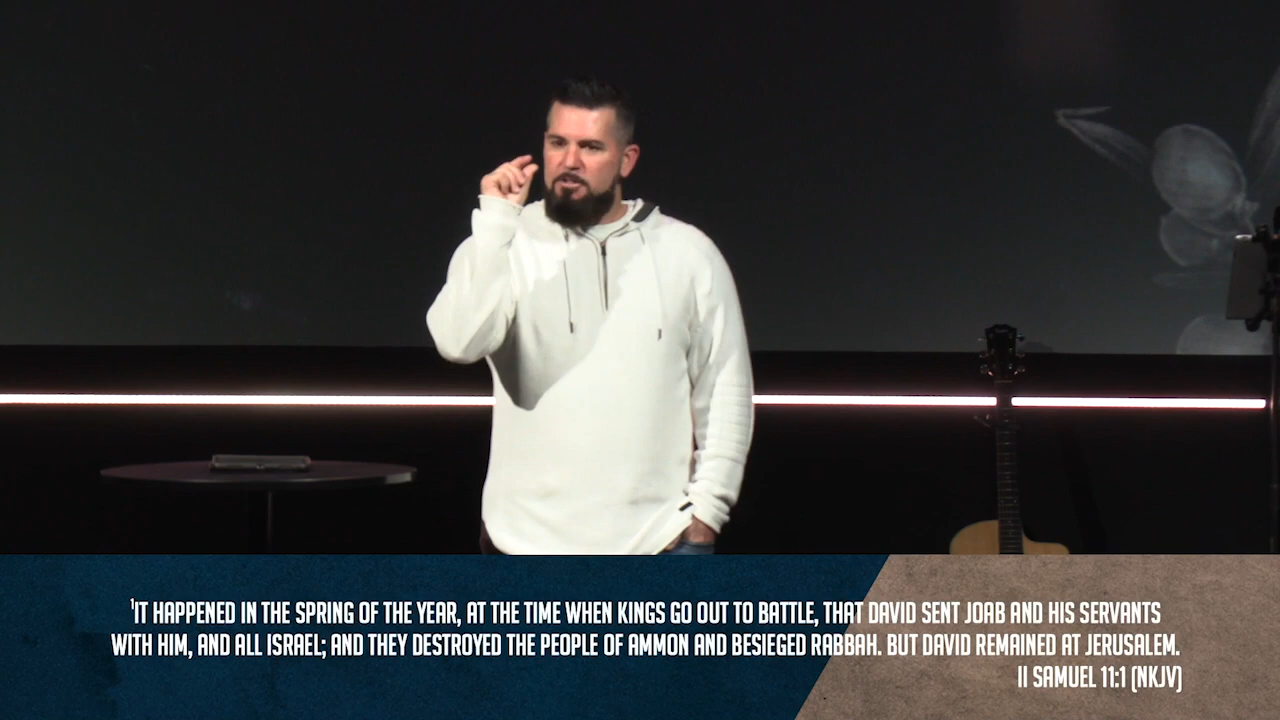 ¹IT HAPPENED IN THE SPRING OF THE YEAR, AT THE TIME WHEN KINGS GO OUT TO BATTLE, THAT DAVID SENT JOAB AND HIS SERVANTS
WITH HIM, AND ALL ISRAEL; AND THEY DESTROYED THE PEOPLE OF AMMON AND BESIEGED RABBAH. BUT DAVID REMAINED AT JERUSALEM.
II SAMUEL 11:1 (NKJV)